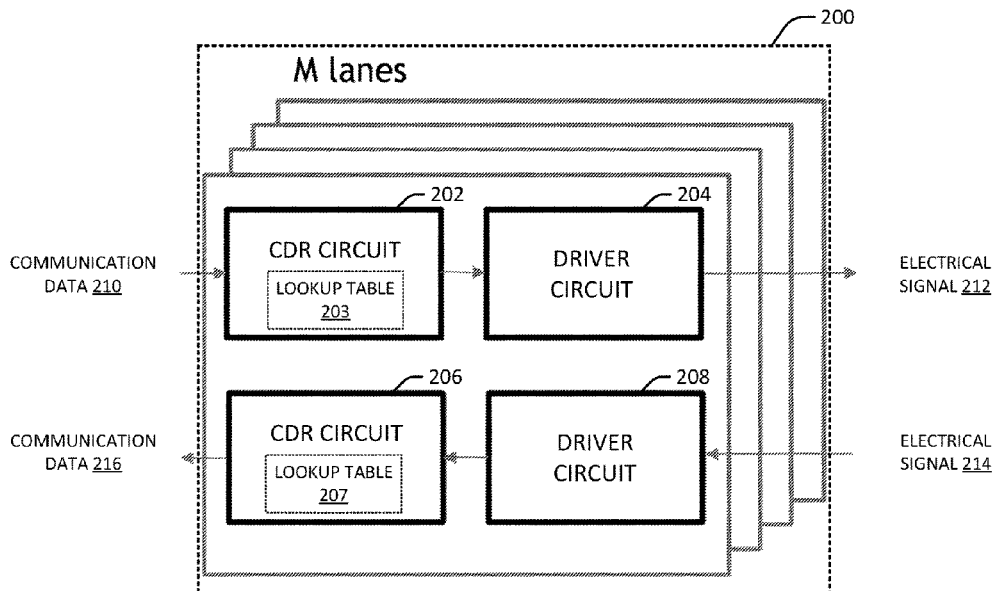 200
M lanes
202
204
CDR CIRCUIT
LOOKUP TABLE
203
DRIVER
CIRCUIT
COMMUNICATION
DATA 210
ELECTRICAL
SIGNAL 212
206
208
CDR CIRCUIT
LOOKUP TABLE
207
DRIVER
CIRCUIT
COMMUNICATION
DATA 216
ELECTRICAL
SIGNAL 214